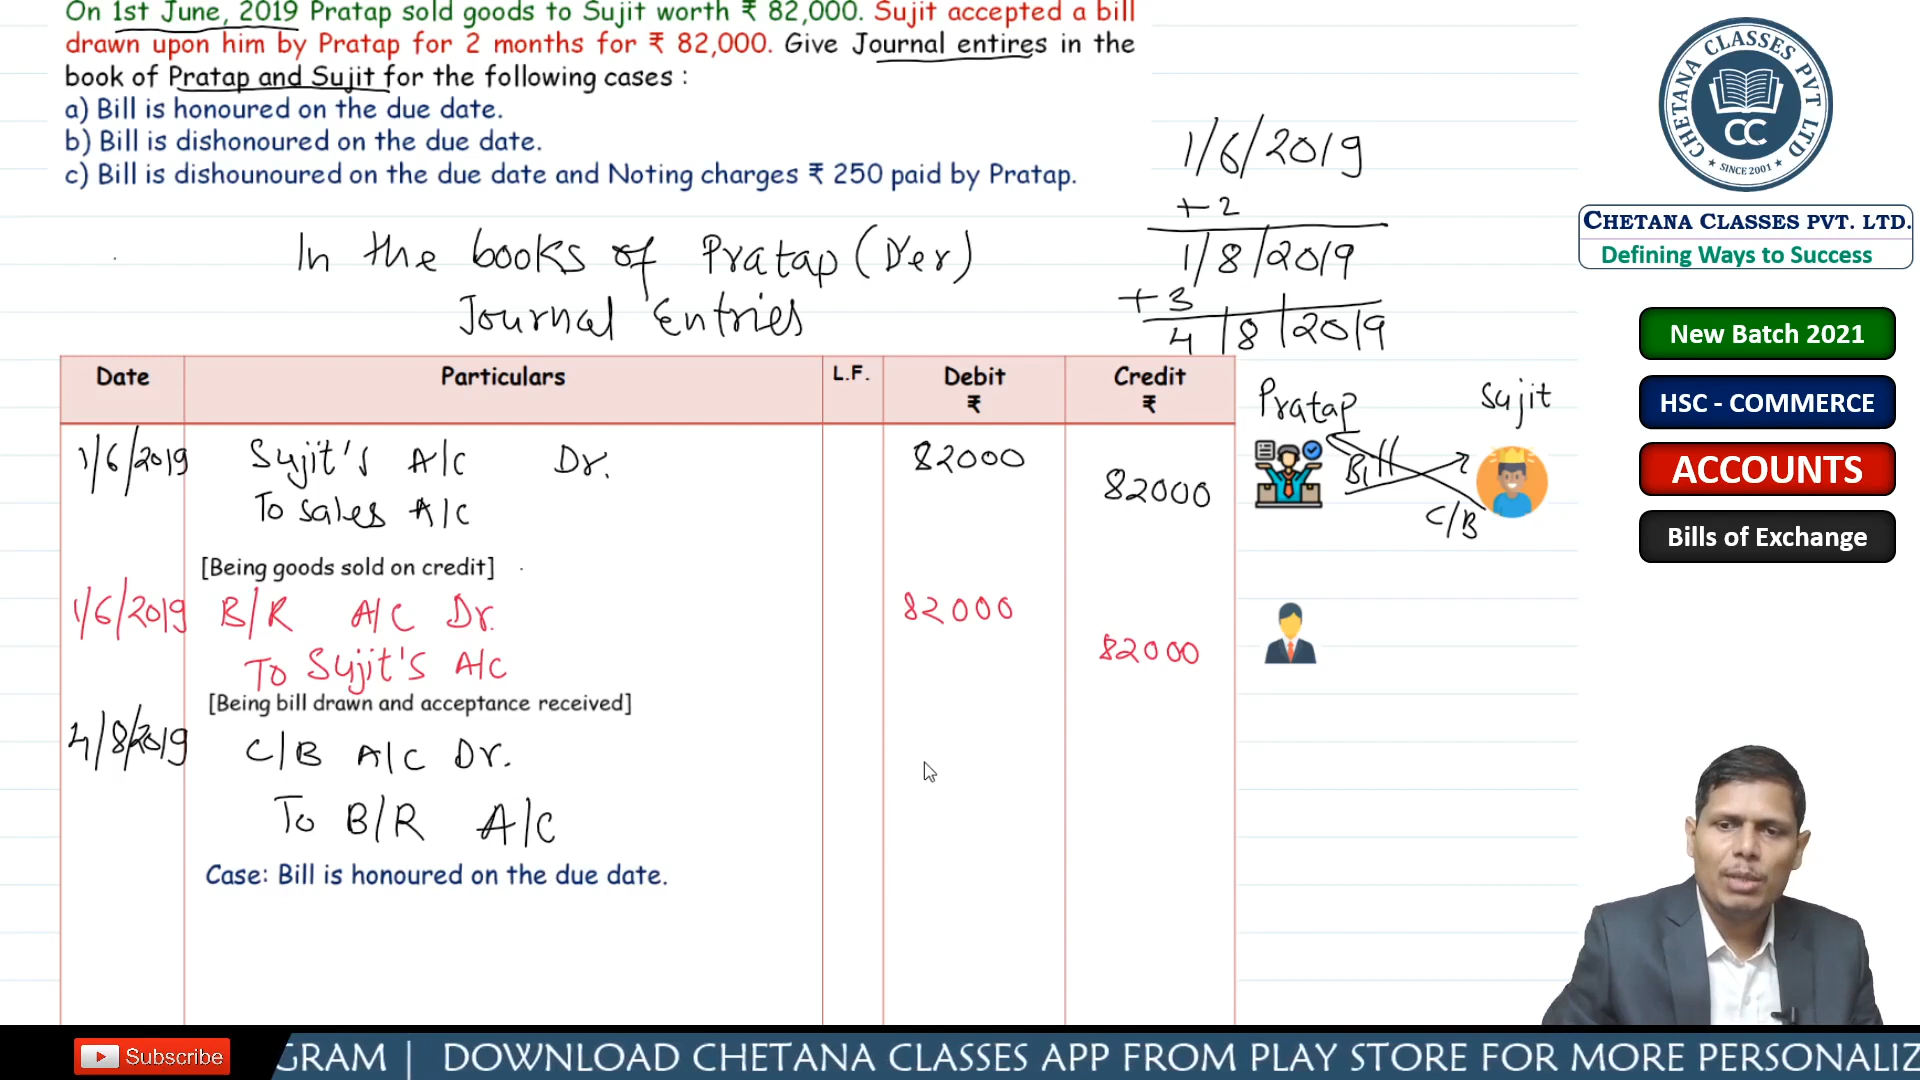 On 1st June, 2019 Pratap sold goods to Sujit worth ₹ 82,000. Sujit accepted a bill
drawn upon him by Pratap for 2 months for ₹ 82,000. Give Journal entires in the
book of Pratap and Sujit for the following cases :
a) Bill is honoured on the due date.
b) Bill is dishonoured on the due date.
c) Bill is dishounoured on the due date and Noting charges ₹ 250 paid by Pratap.
1/6/2019
+2
1/8/2019
+3
4/8/2019
In the books of Pratap (Der)
Journal Entries
Date Particulars L.F. Debit ₹ Credit ₹
1/6/2019 Sujit's A/c Dr. 82000
To Sales A/c 82000
[Being goods sold on credit]
1/6/2019 B/R A/C Dr. 82000
To Sujit's A/c 82000
[Being bill drawn and acceptance received]
4/8/2019 C/B A/C Dr.
To B/R A/C
Case: Bill is honoured on the due date.
Pratap Sujit
Bill
C/B
CHETANA CLASSES PVT LTD
CC
SINCE 2001
CHETANA CLASSES PVT. LTD.
Defining Ways to Success
New Batch 2021
HSC - COMMERCE
ACCOUNTS
Bills of Exchange
Subscribe
GRAM | DOWNLOAD CHETANA CLASSES APP FROM PLAY STORE FOR MORE PERSONALIZ